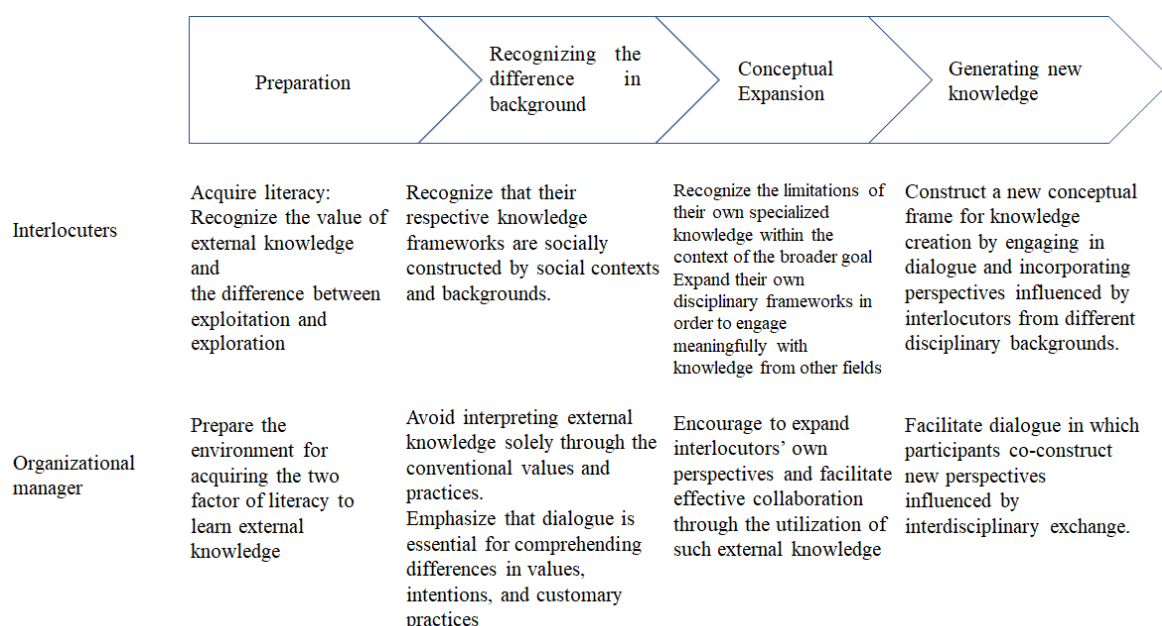 Preparation
Recognizing the
difference in
background
Conceptual
Expansion
Generating new
knowledge
Interlocuters
Acquire literacy:
Recognize the value of
external knowledge
and
the difference between
exploitation and
exploration
Recognize that their
respective knowledge
frameworks are socially
constructed by social contexts
and backgrounds.
Recognize the limitations of
their own specialized
knowledge within the
context of the broader goal
Expand their own
disciplinary frameworks in
order to engage
meaningfully with
knowledge from other fields
Construct a new conceptual
frame for knowledge
creation by engaging in
dialogue and incorporating
perspectives influenced by
interlocutors from different
disciplinary backgrounds.
Organizational
manager
Prepare the
environment for
acquiring the two
factor of literacy to
learn external
knowledge
Avoid interpreting external
knowledge solely through the
conventional values and
practices.
Emphasize that dialogue is
essential for comprehending
differences in values,
intentions, and customary
practices
Encourage to expand
interlocutors’ own
perspectives and facilitate
effective collaboration
through the utilization of
such external knowledge
Facilitate dialogue in which
participants co-construct
new perspectives
influenced by
interdisciplinary exchange.